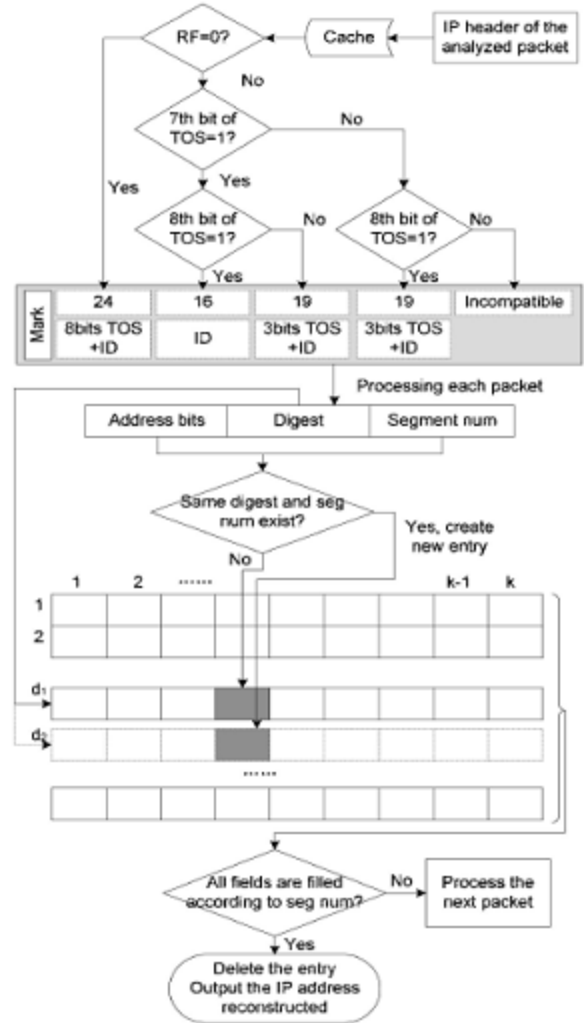 RF=0?
Cache
IP header of the
analyzed packet
No
7th bit of
TOS=1?
No
Yes
Yes
8th bit of
TOS=1?
No
8th bit of
TOS=1?
No
Yes
Yes
Mark
24
16
19
19
Incompatible
8bits TOS
+ID
ID
3bits TOS
+ID
3bits TOS
+ID
Processing each packet
Address bits
Digest
Segment num
Same digest and seg
num exist?
Yes, create
new entry
No
1
2
......
k-1
k
1
2
d₁
d₂
......
All fields are filled
according to seg num?
No
Process the
next packet
Yes
Delete the entry
Output the IP address
reconstructed